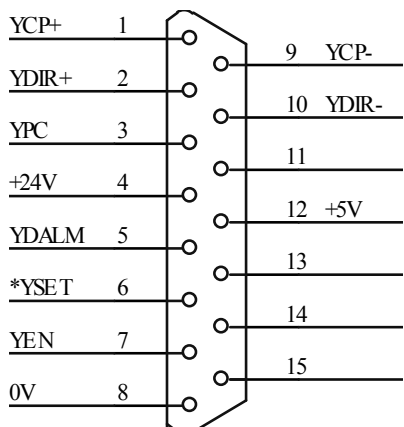 YCP+ 1
9 YCP-
YDIR+ 2
10 YDIR-
YPC 3
11
+24V 4
12 +5V
YDALM 5
13
*YSET 6
14
YEN 7
15
0V 8